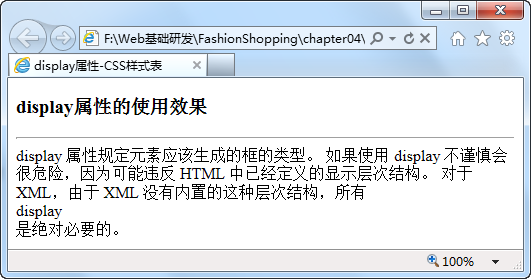 F:\Web基础研发\FashionShopping\chapter04\
display属性-CSS样式表
display属性的使用效果
display 属性规定元素应该生成的框的类型。 如果使用 display 不谨慎会
很危险，因为可能违反 HTML 中已经定义的显示层次结构。 对于
XML，由于 XML 没有内置的这种层次结构，所有
display
是绝对必要的。
100%